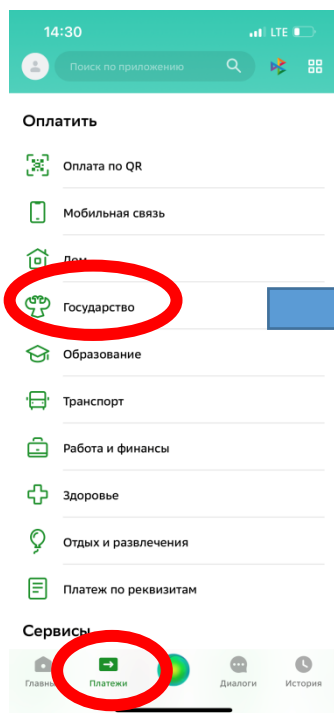 14:30
LTE
Поиск по приложению
Оплатить
Оплата по QR
Мобильная связь
Дом
Государство
Образование
Транспорт
Работа и финансы
Здоровье
Отдых и развлечения
Платеж по реквизитам
Сервисы
Платежи
Диалоги
История